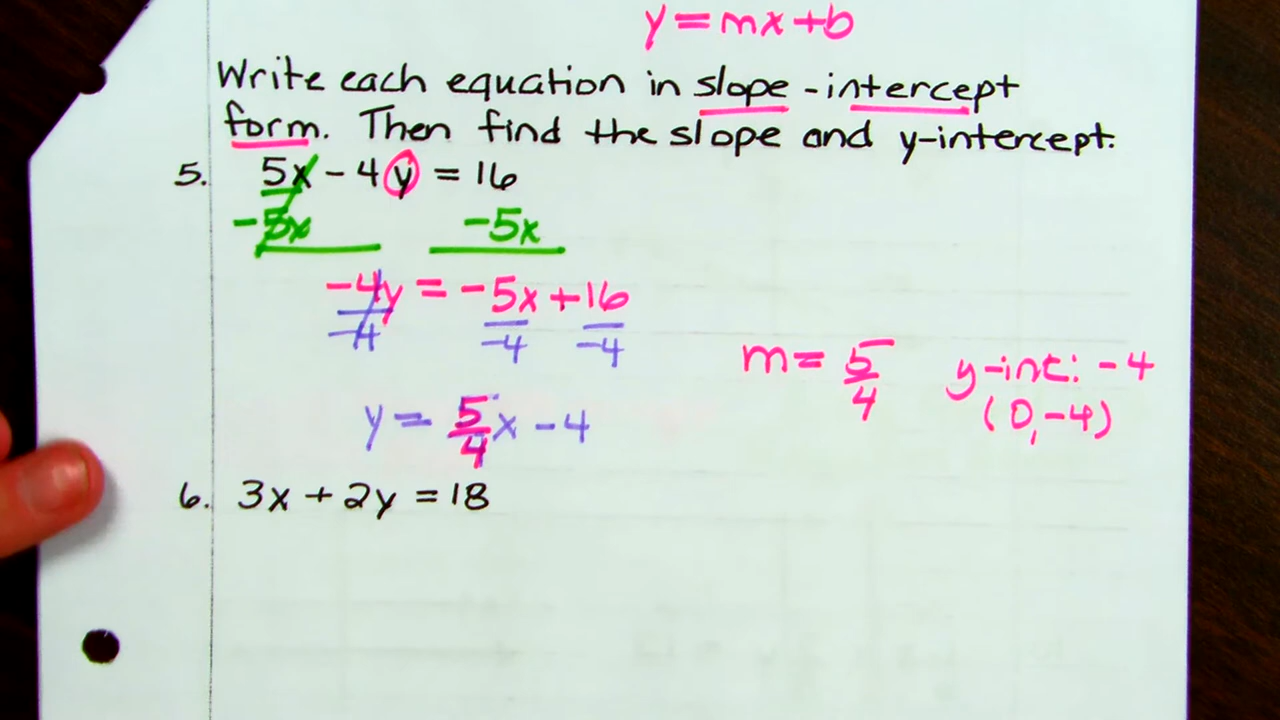 y = mx + b
Write each equation in slope-intercept
form. Then find the slope and y-intercept.
5. 5x - 4y = 16
-5x -5x
-4y = -5x + 16
-4 -4 -4
y = 5/4 x - 4
m = 5/4 y-int: -4
(0, -4)
6. 3x + 2y = 18